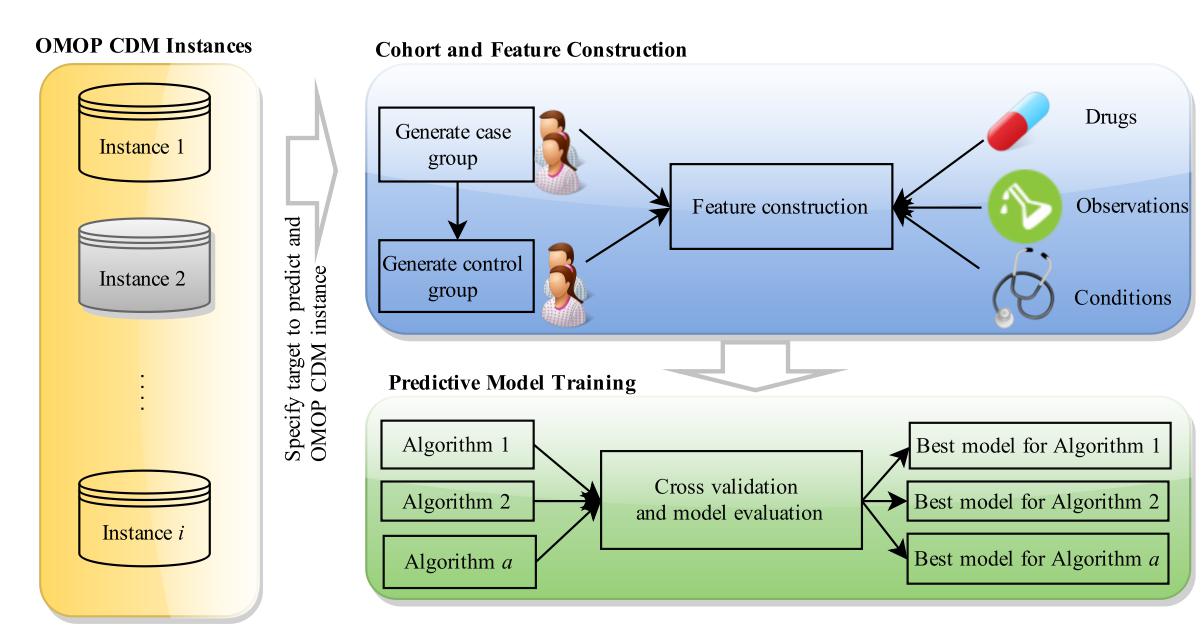 OMOP CDM Instances
Instance 1
Instance 2
. . . .
Instance i
Specify target to predict and
OMOP CDM instance
Cohort and Feature Construction
Generate case
group
Generate control
group
Feature construction
Drugs
Observations
Conditions
Predictive Model Training
Algorithm 1
Algorithm 2
Algorithm a
Cross validation
and model evaluation
Best model for Algorithm 1
Best model for Algorithm 2
Best model for Algorithm a